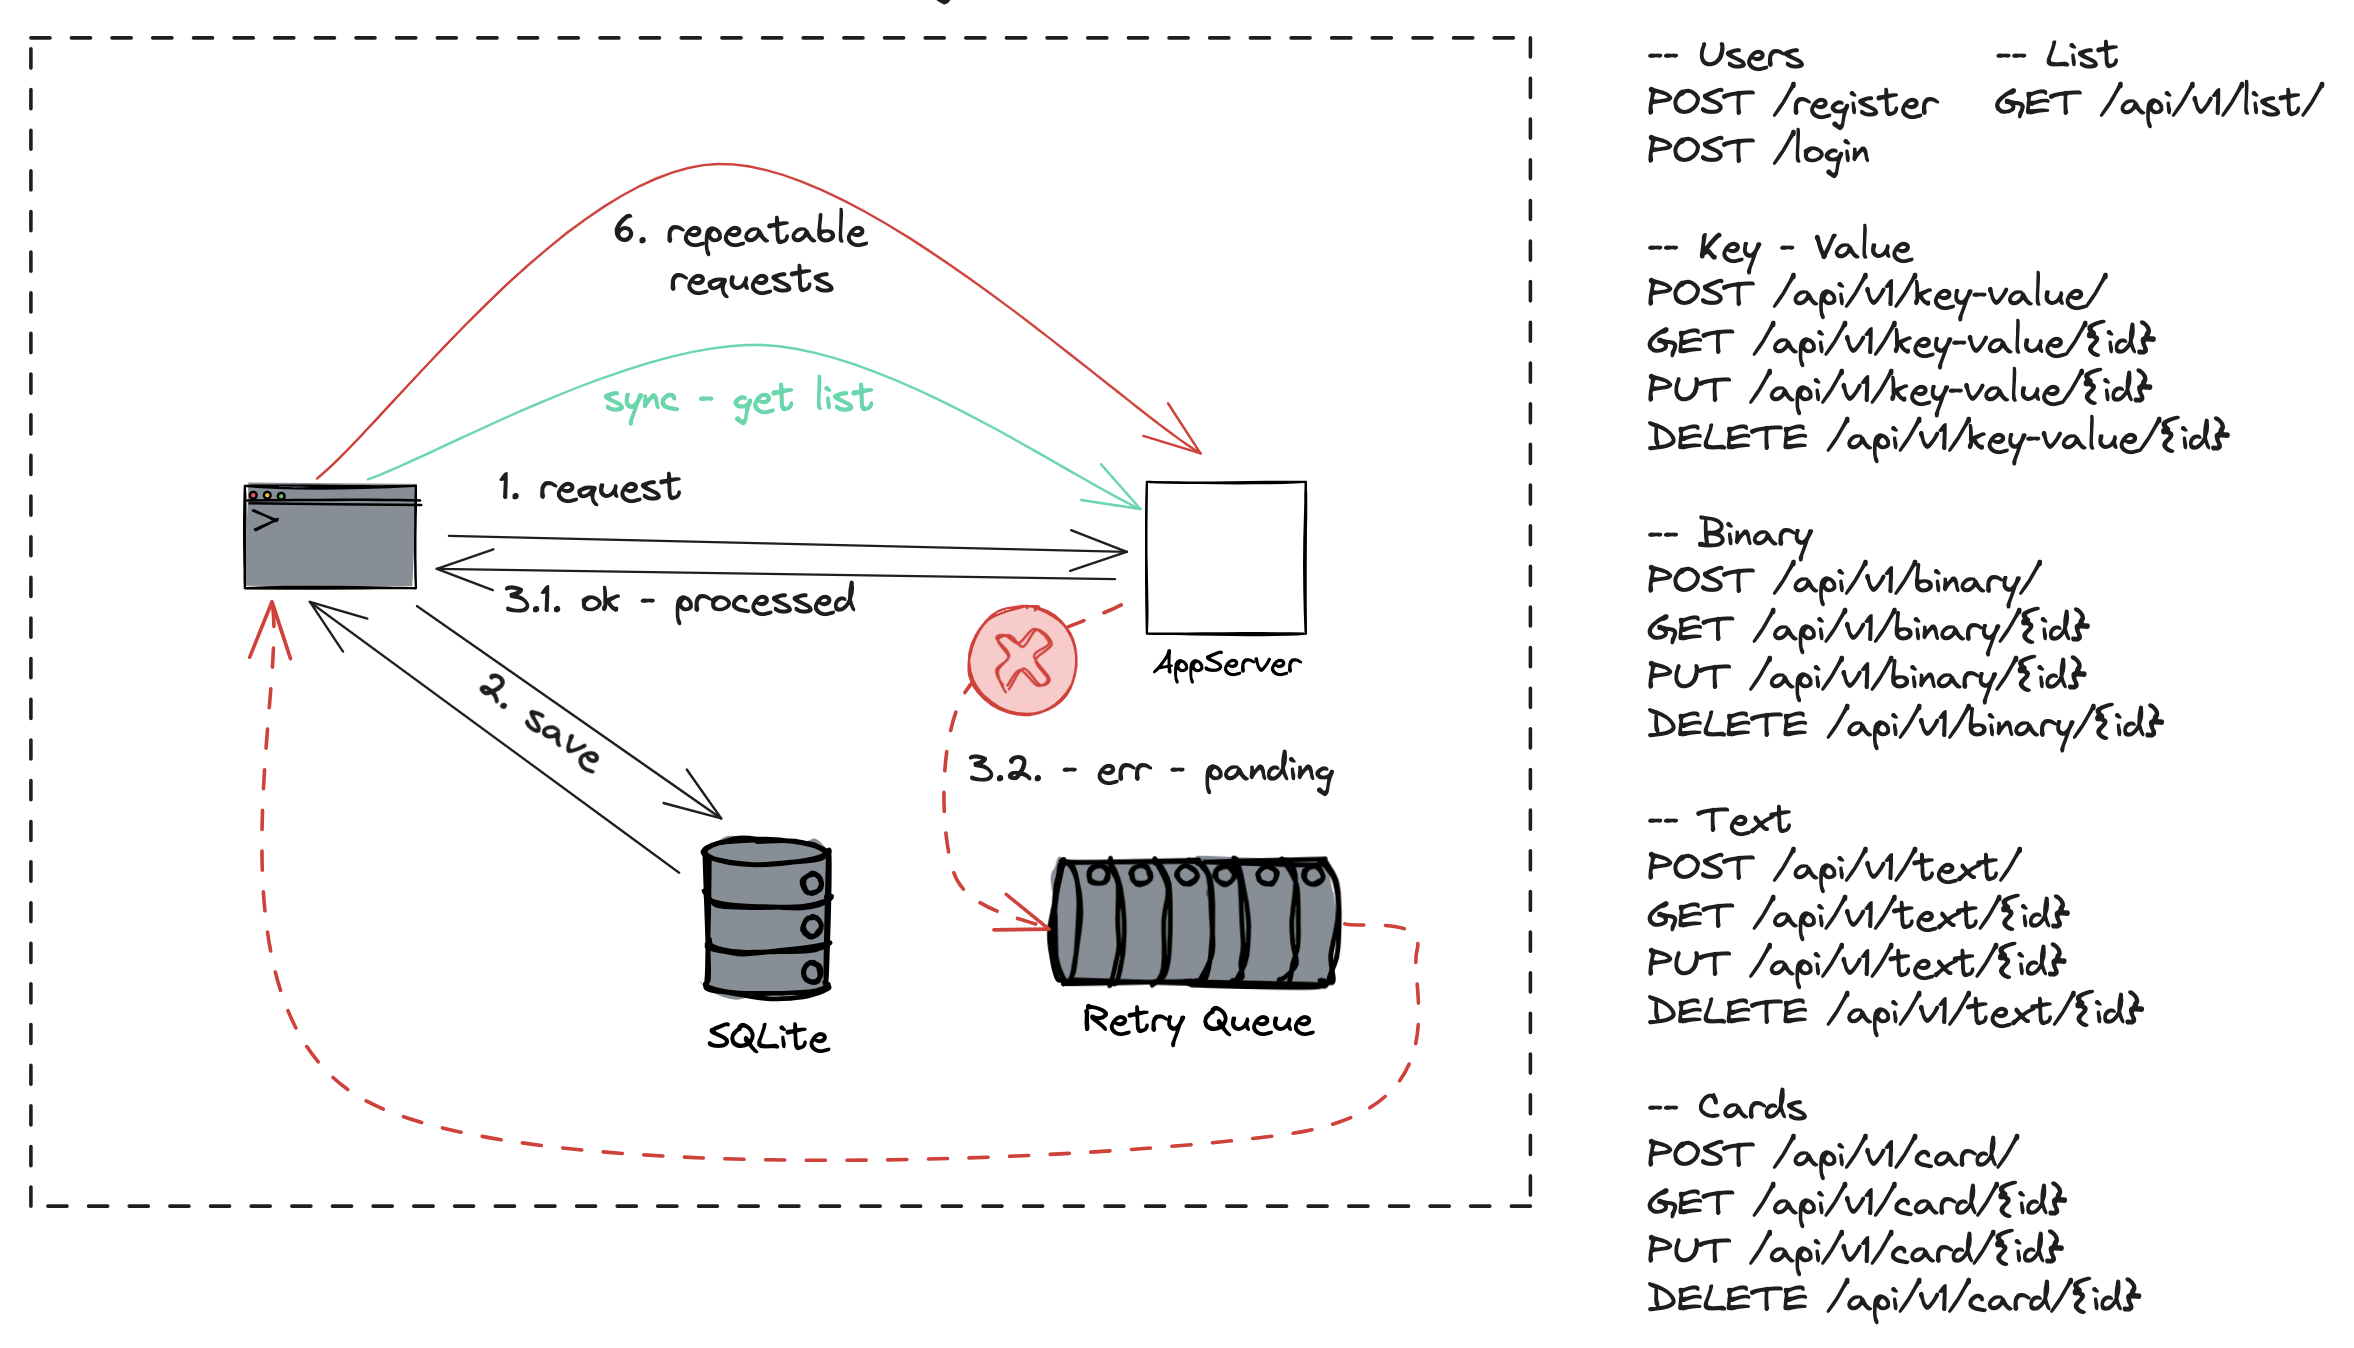 6. repeatable
requests
sync - get list
1. request
>
3.1. ok - processed
2. save
AppServer
3.2. - err - panding
SQLite
Retry Queue
-- Users
POST /register
POST /login
-- List
GET /api/v1/list/
-- Key - Value
POST /api/v1/key-value/
GET /api/v1/key-value/{id}
PUT /api/v1/key-value/{id}
DELETE /api/v1/key-value/{id}
-- Binary
POST /api/v1/binary/
GET /api/v1/binary/{id}
PUT /api/v1/binary/{id}
DELETE /api/v1/binary/{id}
-- Text
POST /api/v1/text/
GET /api/v1/text/{id}
PUT /api/v1/text/{id}
DELETE /api/v1/text/{id}
-- Cards
POST /api/v1/card/
GET /api/v1/card/{id}
PUT /api/v1/card/{id}
DELETE /api/v1/card/{id}